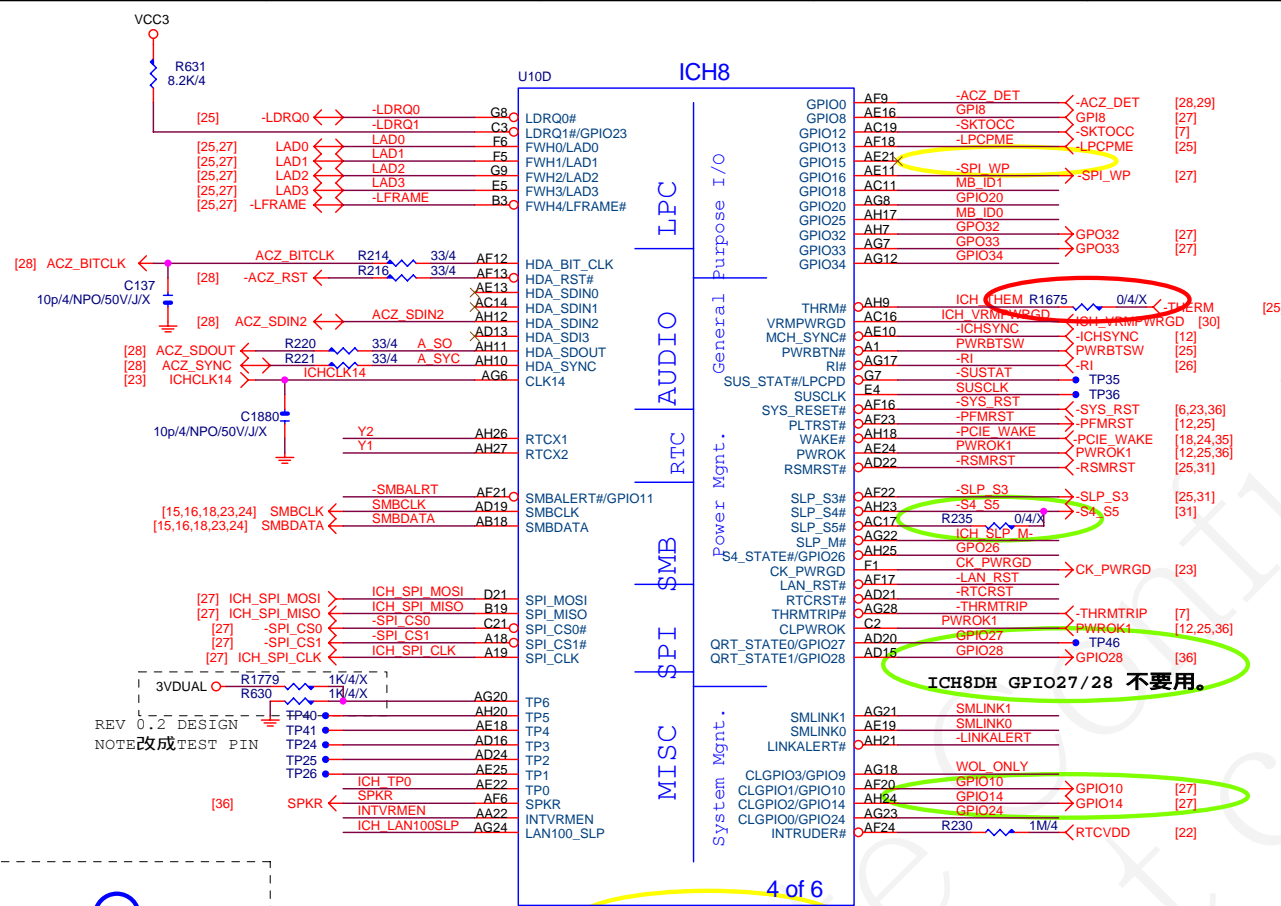 VCC3
R631
8.2K/4
U10D
ICH8
[25] -LDRQ0 -LDRQ0 G8 LDRQ0#
-LDRQ1 C3 LDRQ1#/GPIO23
[25,27] LAD0 LAD0 F6 FWH0/LAD0
[25,27] LAD1 LAD1 F5 FWH1/LAD1
[25,27] LAD2 LAD2 G9 FWH2/LAD2
[25,27] LAD3 LAD3 E5 FWH3/LAD3
[25,27] -LFRAME -LFRAME B3 FWH4/LFRAME#
LPC
[28] ACZ_BITCLK ACZ_BITCLK R214 33/4 AF12 HDA_BIT_CLK
[28] -ACZ_RST R216 33/4 AF13 HDA_RST#
C137
10p/4/NPO/50V/J/X
AE13 HDA_SDIN0
AC14 HDA_SDIN1
[28] ACZ_SDIN2 ACZ_SDIN2 AH12 HDA_SDIN2
AD13 HDA_SDI3
[28] ACZ_SDOUT R220 33/4 A_SO AH11 HDA_SDOUT
[28] ACZ_SYNC R221 33/4 A_SYC AH10 HDA_SYNC
[23] ICHCLK14 ICHCLK14 AG6 CLK14
AUDIO
C1880
10p/4/NPO/50V/J/X
Y2 AH26 RTCX1
Y1 AH27 RTCX2
RTC
-SMBALRT AF21 SMBALERT#/GPIO11
[15,16,18,23,24] SMBCLK SMBCLK AD19 SMBCLK
[15,16,18,23,24] SMBDATA SMBDATA AB18 SMBDATA
SMB
[27] ICH_SPI_MOSI ICH_SPI_MOSI D21 SPI_MOSI
[27] ICH_SPI_MISO ICH_SPI_MISO B19 SPI_MISO
[27] -SPI_CS0 -SPI_CS0 C21 SPI_CS0#
[27] -SPI_CS1 -SPI_CS1 A18 SPI_CS1#
[27] ICH_SPI_CLK ICH_SPI_CLK A19 SPI_CLK
SPI
3VDUAL R1779 1K/4/X
R630 1K/4/X AG20 TP6
REV 0.2 DESIGN
NOTE改成TEST PIN
TP40 AH20 TP5
TP41 AE18 TP4
TP24 AD16 TP3
TP25 AD24 TP2
TP26 AE25 TP1
ICH_TP0 AE22 TP0
[36] SPKR SPKR AF6 SPKR
INTVRMEN AA22 INTVRMEN
ICH_LAN100SLP AG24 LAN100_SLP
MISC
General Purpose I/O
GPIO0 AF9 -ACZ_DET -ACZ_DET [28,29]
GPIO8 AE16 GPI8 GPI8 [27]
GPIO12 AC19 -SKTOCC -SKTOCC [7]
GPIO13 AF18 -LPCPME -LPCPME [25]
GPIO15 AE21
GPIO16 AE11 -SPI_WP -SPI_WP [27]
GPIO18 AC11 MB_ID1
GPIO20 AG8 GPIO20
GPIO25 AH17 MB_ID0
GPIO32 AH7 GPO32 GPO32 [27]
GPIO33 AG7 GPO33 GPO33 [27]
GPIO34 AG12 GPIO34
Power Mgnt.
THRM# AH9 ICH_THEM R1675 0/4/X -THERM [25
VRMPWRGD AC16 ICH_VRMPWRGD ICH_VRMPWRGD [30]
MCH_SYNC# AE10 -ICHSYNC -ICHSYNC [12]
PWRBTN# A1 PWRBTSW PWRBTSW [25]
RI# AG17 -RI -RI [26]
SUS_STAT#/LPCPD G7 -SUSTAT TP35
SUSCLK E4 SUSCLK TP36
SYS_RESET# AF16 -SYS_RST -SYS_RST [6,23,36]
PLTRST# AF23 -PFMRST -PFMRST [12,25]
WAKE# AH18 -PCIE_WAKE -PCIE_WAKE [18,24,35]
PWROK AE24 PWROK1 PWROK1 [12,25,36]
RSMRST# AD22 -RSMRST -RSMRST [25,31]
SLP_S3# AF22 -SLP_S3 -SLP_S3 [25,31]
SLP_S4# AH23 -S4_S5 -S4_S5 [31]
SLP_S5# AC17 R235 0/4/X
SLP_M# AG22 ICH_SLP_M-
S4_STATE#/GPIO26 AH25 GPO26
CK_PWRGD F1 CK_PWRGD CK_PWRGD [23]
LAN_RST# AF17 -LAN_RST
RTCRST# AD21 -RTCRST
THRMTRIP# AG28 -THRMTRIP -THRMTRIP [7]
CLPWROK C2 PWROK1 PWROK1 [12,25,36]
QRT_STATE0/GPIO27 AD20 GPIO27 TP46
QRT_STATE1/GPIO28 AD15 GPIO28 GPIO28 [36]
ICH8DH GPIO27/28 不要用。
System Mgnt.
SMLINK1 AG21 SMLINK1
SMLINK0 AE19 SMLINK0
LINKALERT# AH21 -LINKALERT
CLGPIO3/GPIO9 AG18 WOL_ONLY
CLGPIO1/GPIO10 AF20 GPIO10 GPIO10 [27]
CLGPIO2/GPIO14 AH24 GPIO14 GPIO14 [27]
CLGPIO0/GPIO24 AG23 GPIO24
INTRUDER# AF24 R230 1M/4 RTCVDD [22]
4 of 6